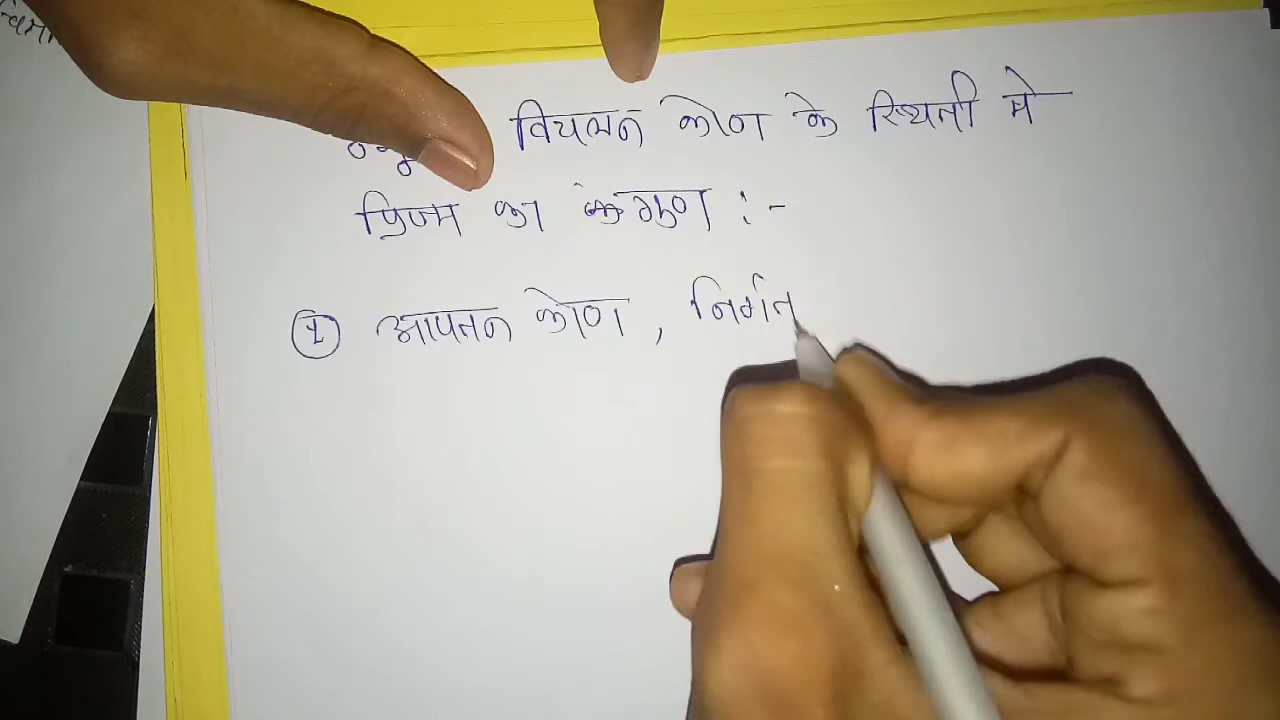 विचलन कोण के स्थिती मे
प्रिज्म का :-
1 आपतन कोण , निर्गत